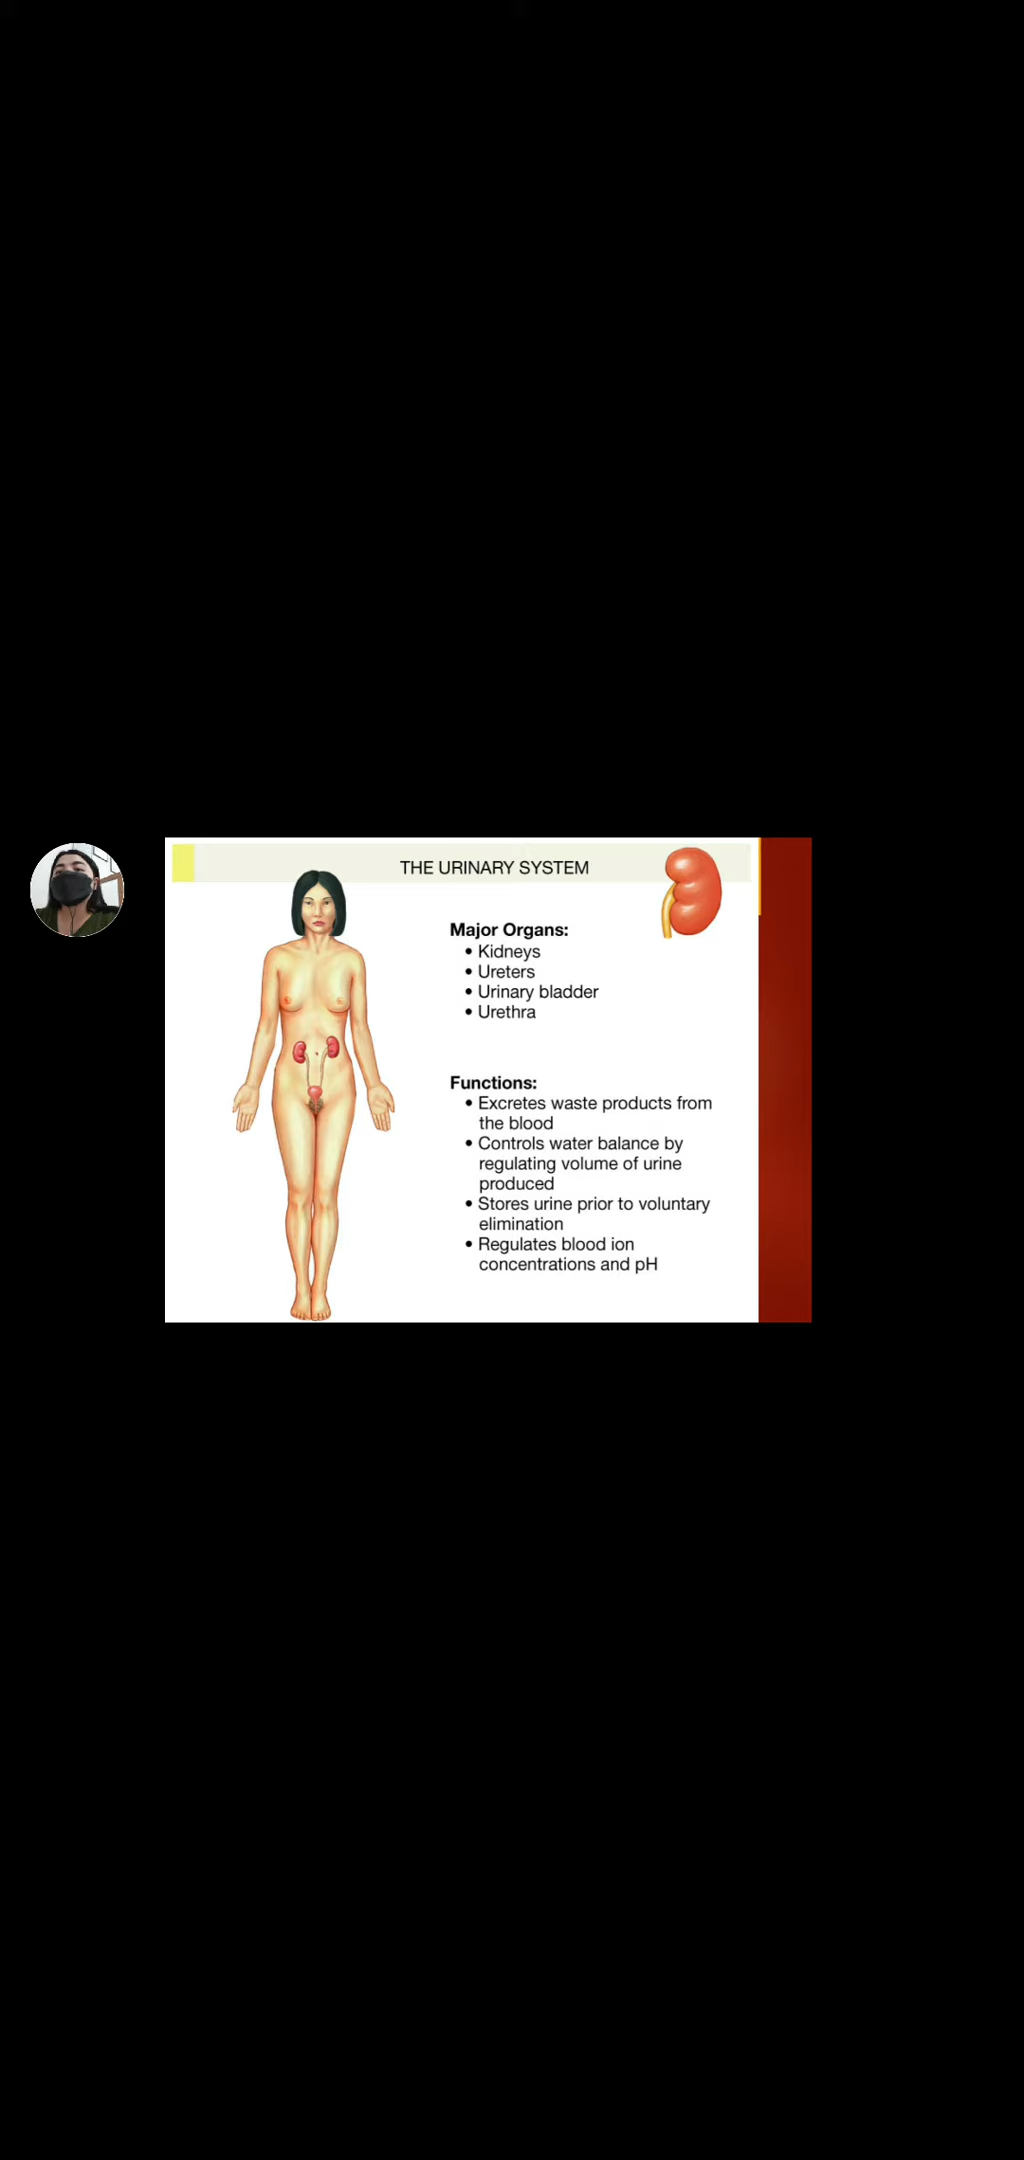 THE URINARY SYSTEM
Major Organs:
• Kidneys
• Ureters
• Urinary bladder
• Urethra
Functions:
• Excretes waste products from
the blood
• Controls water balance by
regulating volume of urine
produced
• Stores urine prior to voluntary
elimination
• Regulates blood ion
concentrations and pH